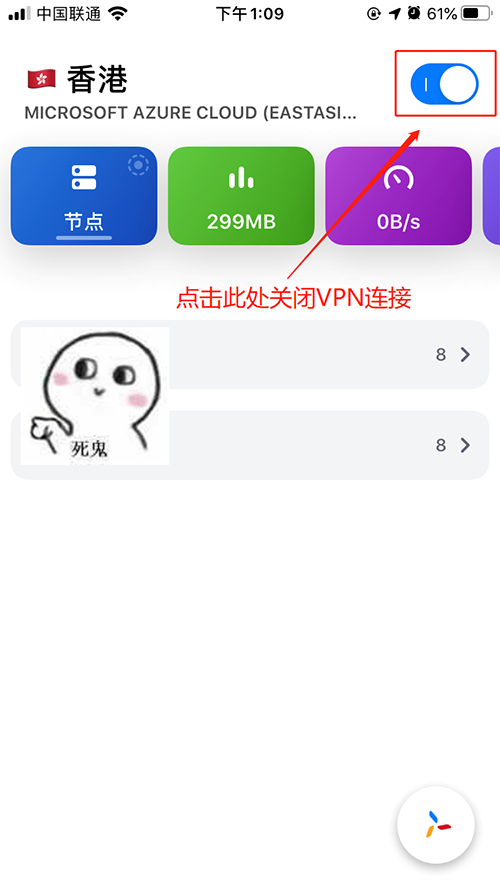 中国联通
下午1:09
61%
香港
MICROSOFT AZURE CLOUD (EASTASI...
节点
299MB
0B/s
点击此处关闭VPN连接
8
死鬼
8